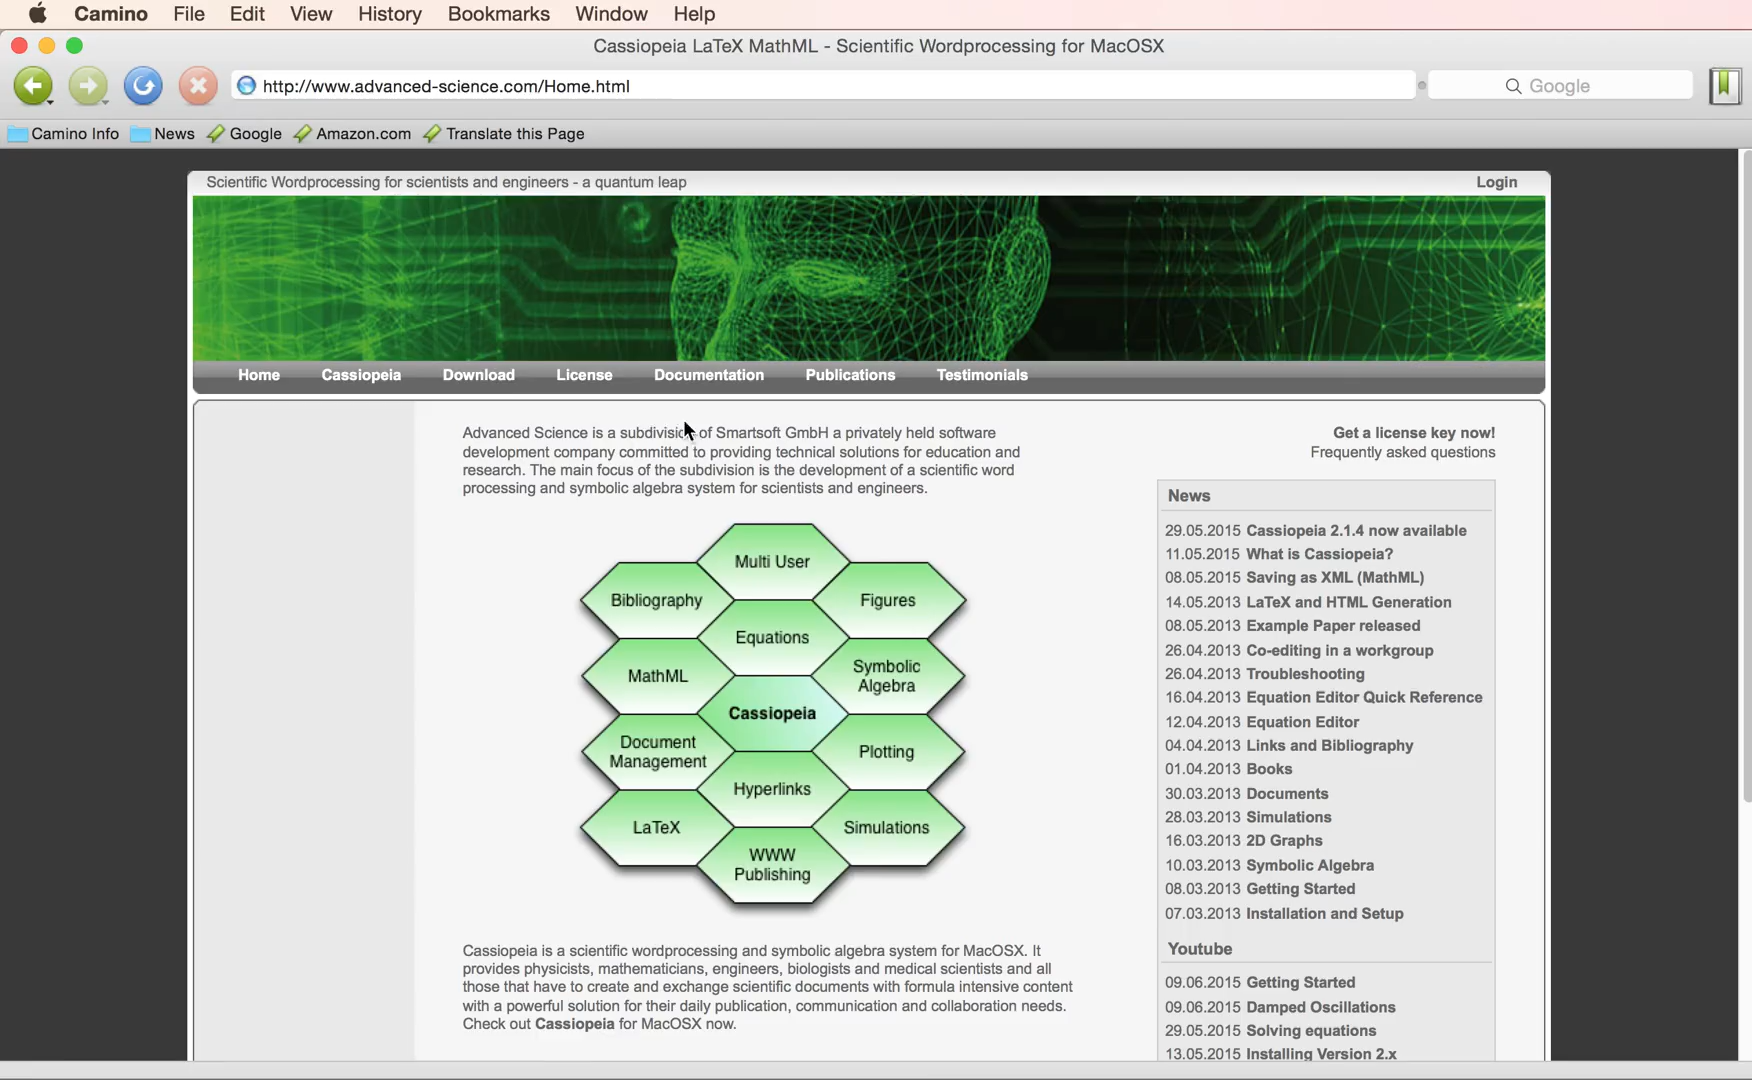 Camino File Edit View History Bookmarks Window Help
Cassiopeia LaTeX MathML - Scientific Wordprocessing for MacOSX
http://www.advanced-science.com/Home.html
Google
Camino Info News Google Amazon.com Translate this Page
Scientific Wordprocessing for scientists and engineers - a quantum leap
Login
Home Cassiopeia Download License Documentation Publications Testimonials
Advanced Science is a subdivision of Smartsoft GmbH a privately held software
development company committed to providing technical solutions for education and
research. The main focus of the subdivision is the development of a scientific word
processing and symbolic algebra system for scientists and engineers.
Multi User
Bibliography
Figures
Equations
MathML
Symbolic
Algebra
Cassiopeia
Document
Management
Plotting
Hyperlinks
LaTeX
Simulations
WWW
Publishing
Cassiopeia is a scientific wordprocessing and symbolic algebra system for MacOSX. It
provides physicists, mathematicians, engineers, biologists and medical scientists and all
those that have to create and exchange scientific documents with formula intensive content
with a powerful solution for their daily publication, communication and collaboration needs.
Check out Cassiopeia for MacOSX now.
Get a license key now!
Frequently asked questions
News
29.05.2015 Cassiopeia 2.1.4 now available
11.05.2015 What is Cassiopeia?
08.05.2015 Saving as XML (MathML)
14.05.2013 LaTeX and HTML Generation
08.05.2013 Example Paper released
26.04.2013 Co-editing in a workgroup
26.04.2013 Troubleshooting
16.04.2013 Equation Editor Quick Reference
12.04.2013 Equation Editor
04.04.2013 Links and Bibliography
01.04.2013 Books
30.03.2013 Documents
28.03.2013 Simulations
16.03.2013 2D Graphs
10.03.2013 Symbolic Algebra
08.03.2013 Getting Started
07.03.2013 Installation and Setup
Youtube
09.06.2015 Getting Started
09.06.2015 Damped Oscillations
29.05.2015 Solving equations
13.05.2015 Installing Version 2.x